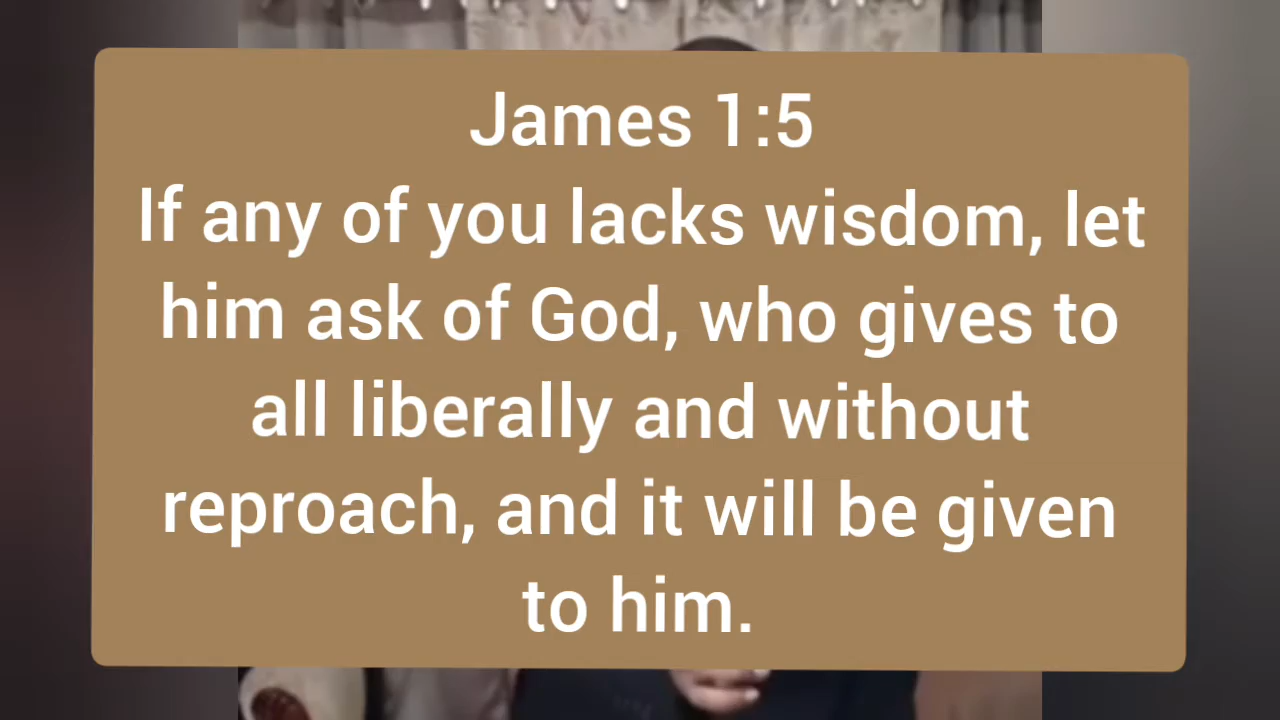 James 1:5
If any of you lacks wisdom, let
him ask of God, who gives to
all liberally and without
reproach, and it will be given
to him.